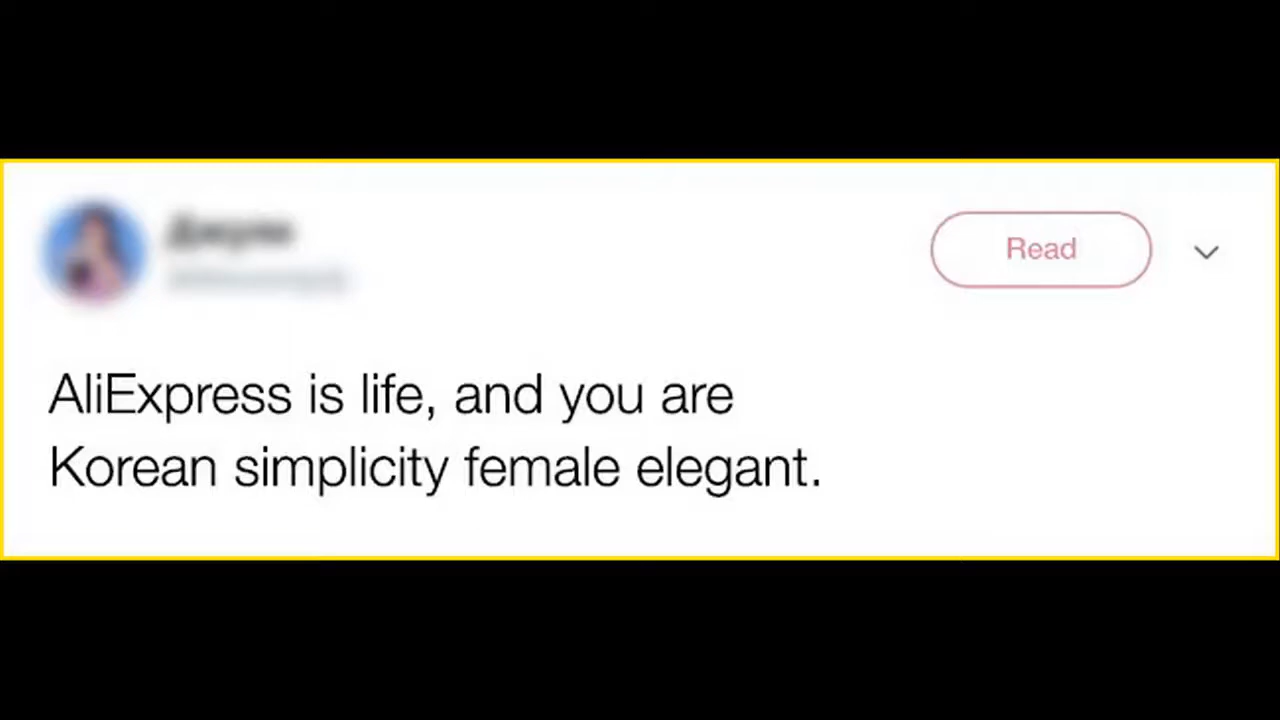 Read
AliExpress is life, and you are
Korean simplicity female elegant.